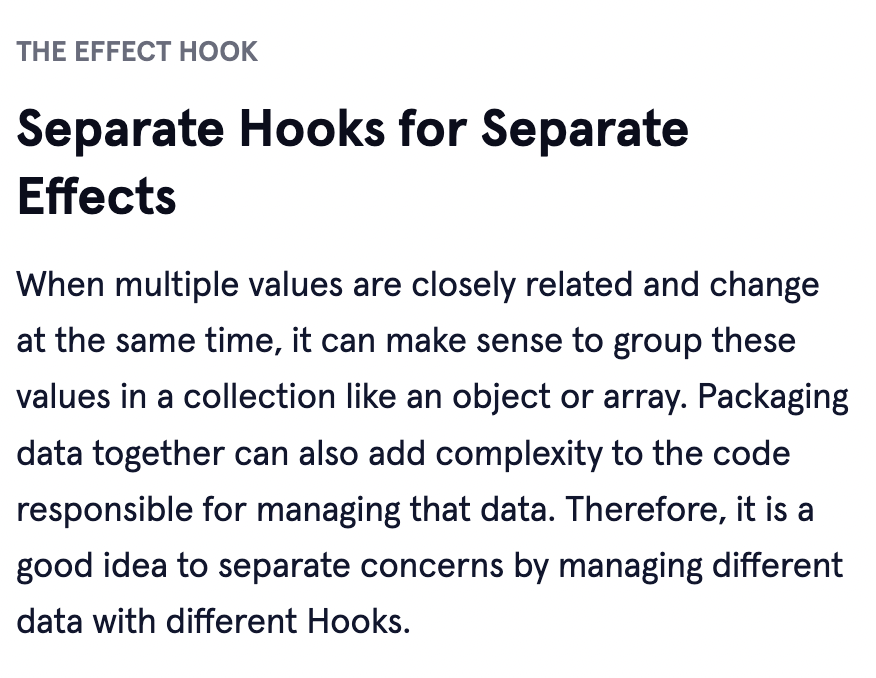 THE EFFECT HOOK
Separate Hooks for Separate
Effects
When multiple values are closely related and change
at the same time, it can make sense to group these
values in a collection like an object or array. Packaging
data together can also add complexity to the code
responsible for managing that data. Therefore, it is a
good idea to separate concerns by managing different
data with different Hooks.